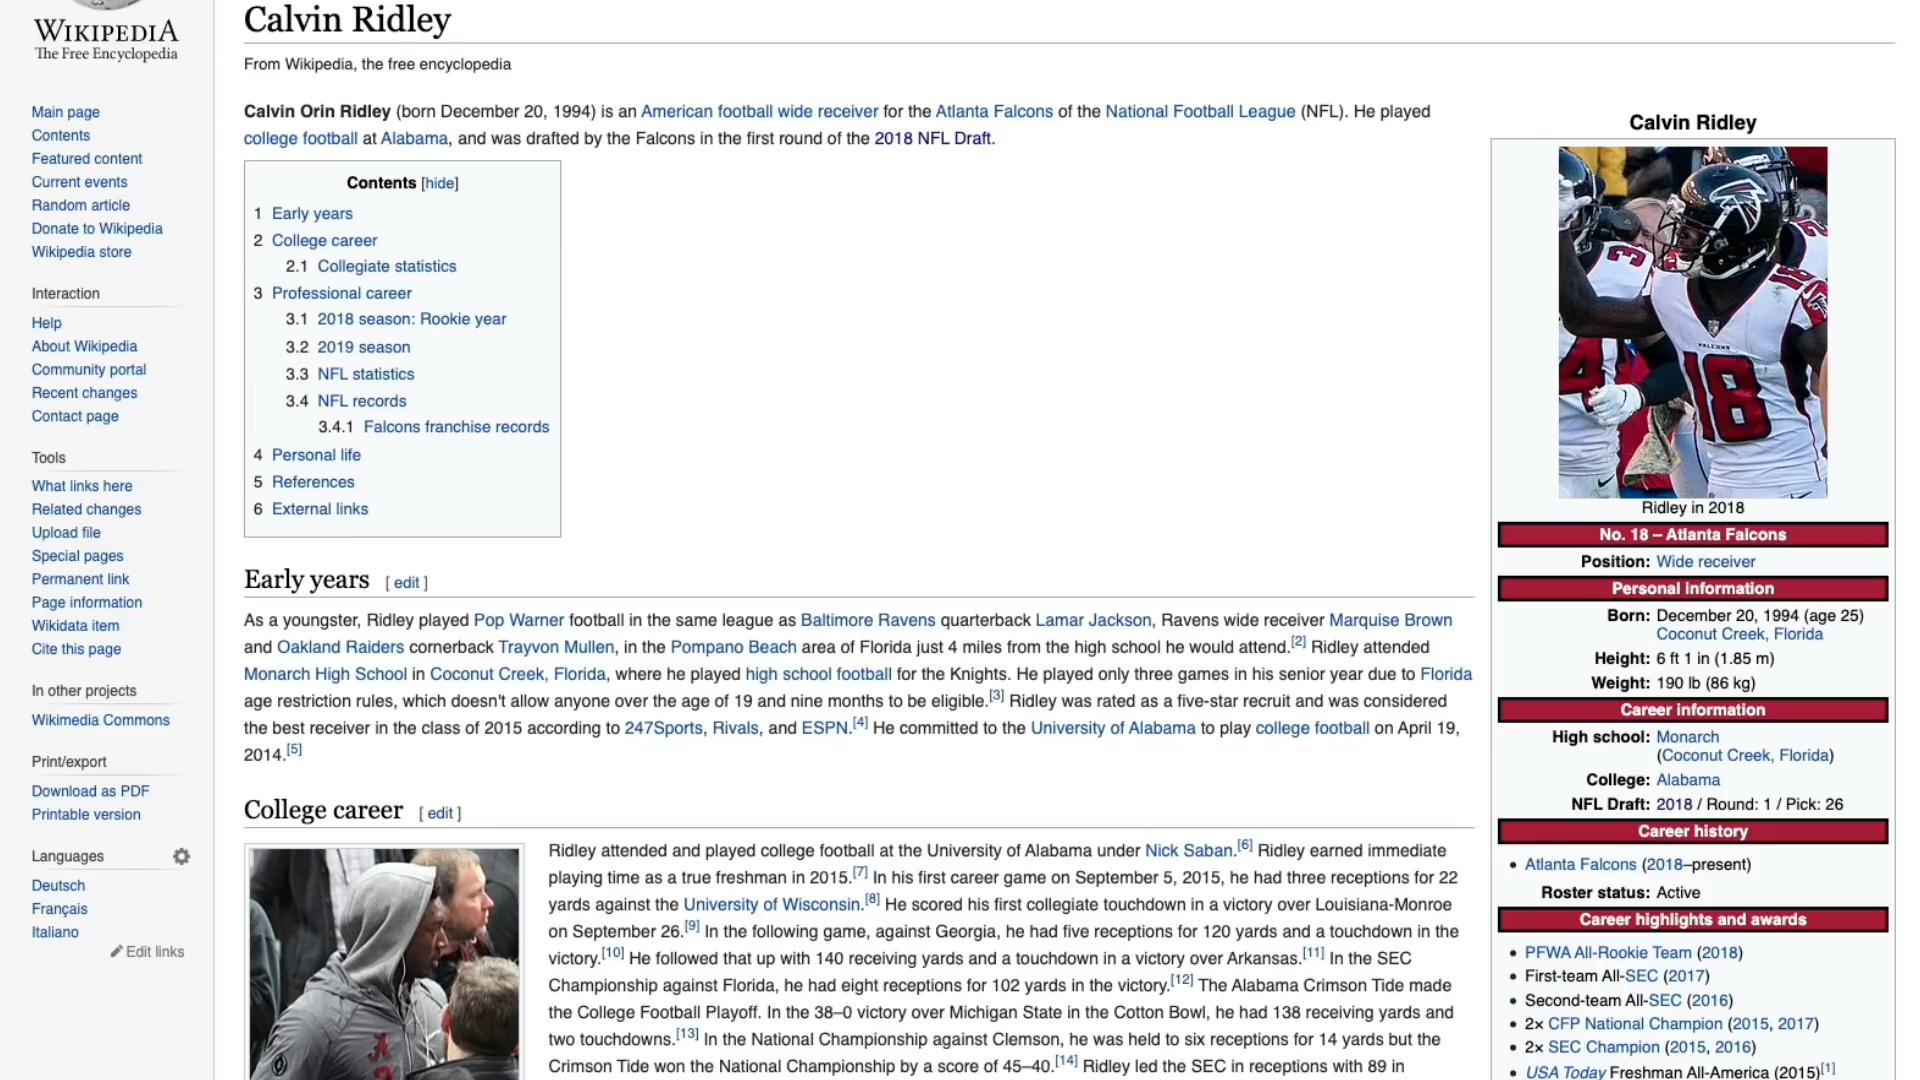 WIKIPEDIA
The Free Encyclopedia
Main page
Contents
Featured content
Current events
Random article
Donate to Wikipedia
Wikipedia store
Interaction
Help
About Wikipedia
Community portal
Recent changes
Contact page
Tools
What links here
Related changes
Upload file
Special pages
Permanent link
Page information
Wikidata item
Cite this page
In other projects
Wikimedia Commons
Print/export
Download as PDF
Printable version
Languages
Deutsch
Français
Italiano
Edit links
Calvin Ridley
From Wikipedia, the free encyclopedia
Calvin Orin Ridley (born December 20, 1994) is an American football wide receiver for the Atlanta Falcons of the National Football League (NFL). He played
college football at Alabama, and was drafted by the Falcons in the first round of the 2018 NFL Draft.
Contents [hide]
1 Early years
2 College career
2.1 Collegiate statistics
3 Professional career
3.1 2018 season: Rookie year
3.2 2019 season
3.3 NFL statistics
3.4 NFL records
3.4.1 Falcons franchise records
4 Personal life
5 References
6 External links
Early years [ edit ]
As a youngster, Ridley played Pop Warner football in the same league as Baltimore Ravens quarterback Lamar Jackson, Ravens wide receiver Marquise Brown
and Oakland Raiders cornerback Trayvon Mullen, in the Pompano Beach area of Florida just 4 miles from the high school he would attend.[2] Ridley attended
Monarch High School in Coconut Creek, Florida, where he played high school football for the Knights. He played only three games in his senior year due to Florida
age restriction rules, which doesn't allow anyone over the age of 19 and nine months to be eligible.[3] Ridley was rated as a five-star recruit and was considered
the best receiver in the class of 2015 according to 247Sports, Rivals, and ESPN.[4] He committed to the University of Alabama to play college football on April 19,
2014.[5]
College career [ edit ]
Ridley attended and played college football at the University of Alabama under Nick Saban.[6] Ridley earned immediate
playing time as a true freshman in 2015.[7] In his first career game on September 5, 2015, he had three receptions for 22
yards against the University of Wisconsin.[8] He scored his first collegiate touchdown in a victory over Louisiana-Monroe
on September 26.[9] In the following game, against Georgia, he had five receptions for 120 yards and a touchdown in the
victory.[10] He followed that up with 140 receiving yards and a touchdown in a victory over Arkansas.[11] In the SEC
Championship against Florida, he had eight receptions for 102 yards in the victory.[12] The Alabama Crimson Tide made
the College Football Playoff. In the 38–0 victory over Michigan State in the Cotton Bowl, he had 138 receiving yards and
two touchdowns.[13] In the National Championship against Clemson, he was held to six receptions for 14 yards but the
Crimson Tide won the National Championship by a score of 45–40.[14] Ridley led the SEC in receptions with 89 in
Calvin Ridley
18
FALCONS
18
Ridley in 2018
No. 18 – Atlanta Falcons
Position: Wide receiver
Personal information
Born: December 20, 1994 (age 25)
Coconut Creek, Florida
Height: 6 ft 1 in (1.85 m)
Weight: 190 lb (86 kg)
Career information
High school: Monarch
(Coconut Creek, Florida)
College: Alabama
NFL Draft: 2018 / Round: 1 / Pick: 26
Career history
• Atlanta Falcons (2018–present)
Roster status: Active
Career highlights and awards
• PFWA All-Rookie Team (2018)
• First-team All-SEC (2017)
• Second-team All-SEC (2016)
• 2× CFP National Champion (2015, 2017)
• 2× SEC Champion (2015, 2016)
• USA Today Freshman All-America (2015)[1]